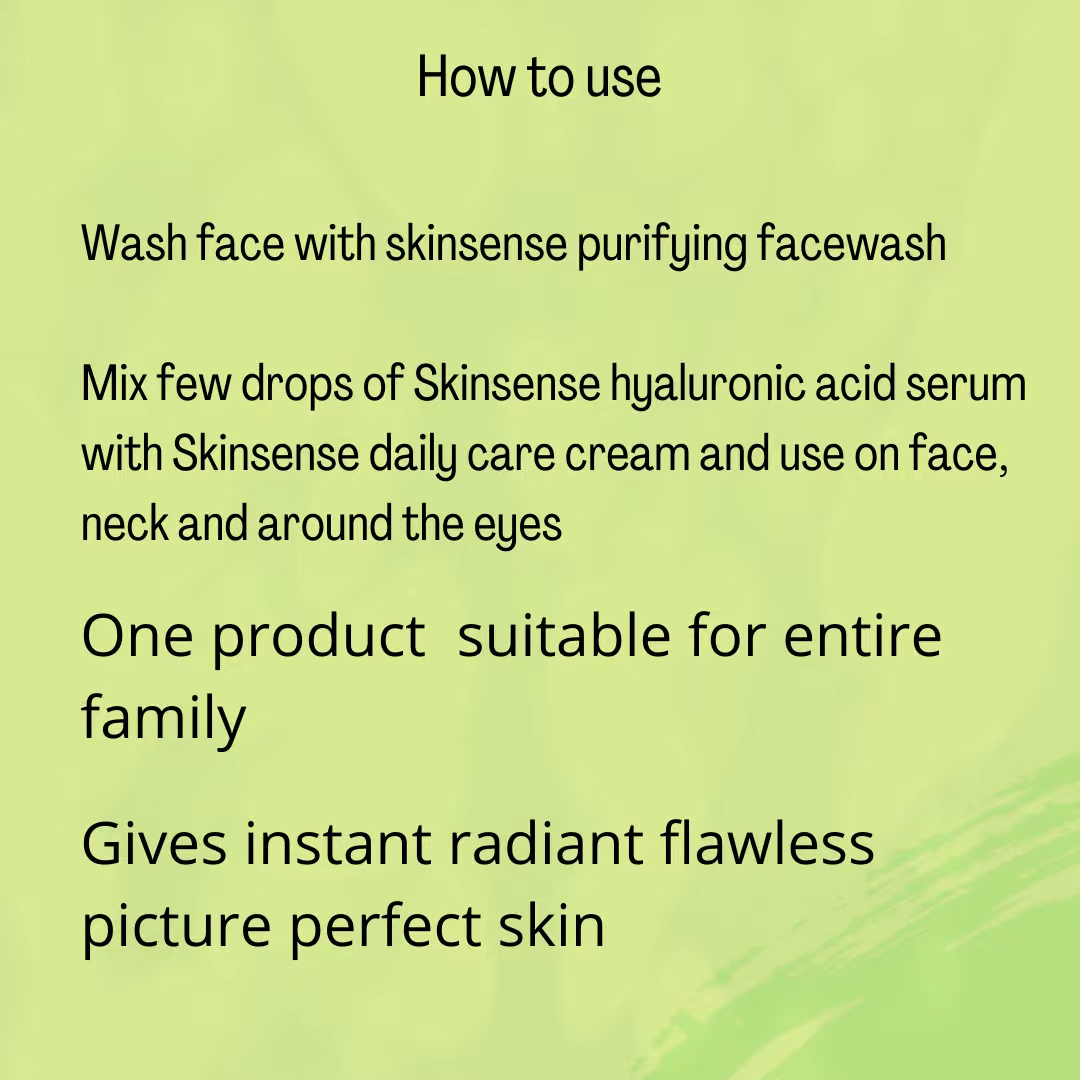 How to use
Wash face with skinsense purifying facewash
Mix few drops of Skinsense hyaluronic acid serum
with Skinsense daily care cream and use on face,
neck and around the eyes
One product  suitable for entire
family
Gives instant radiant flawless
picture perfect skin